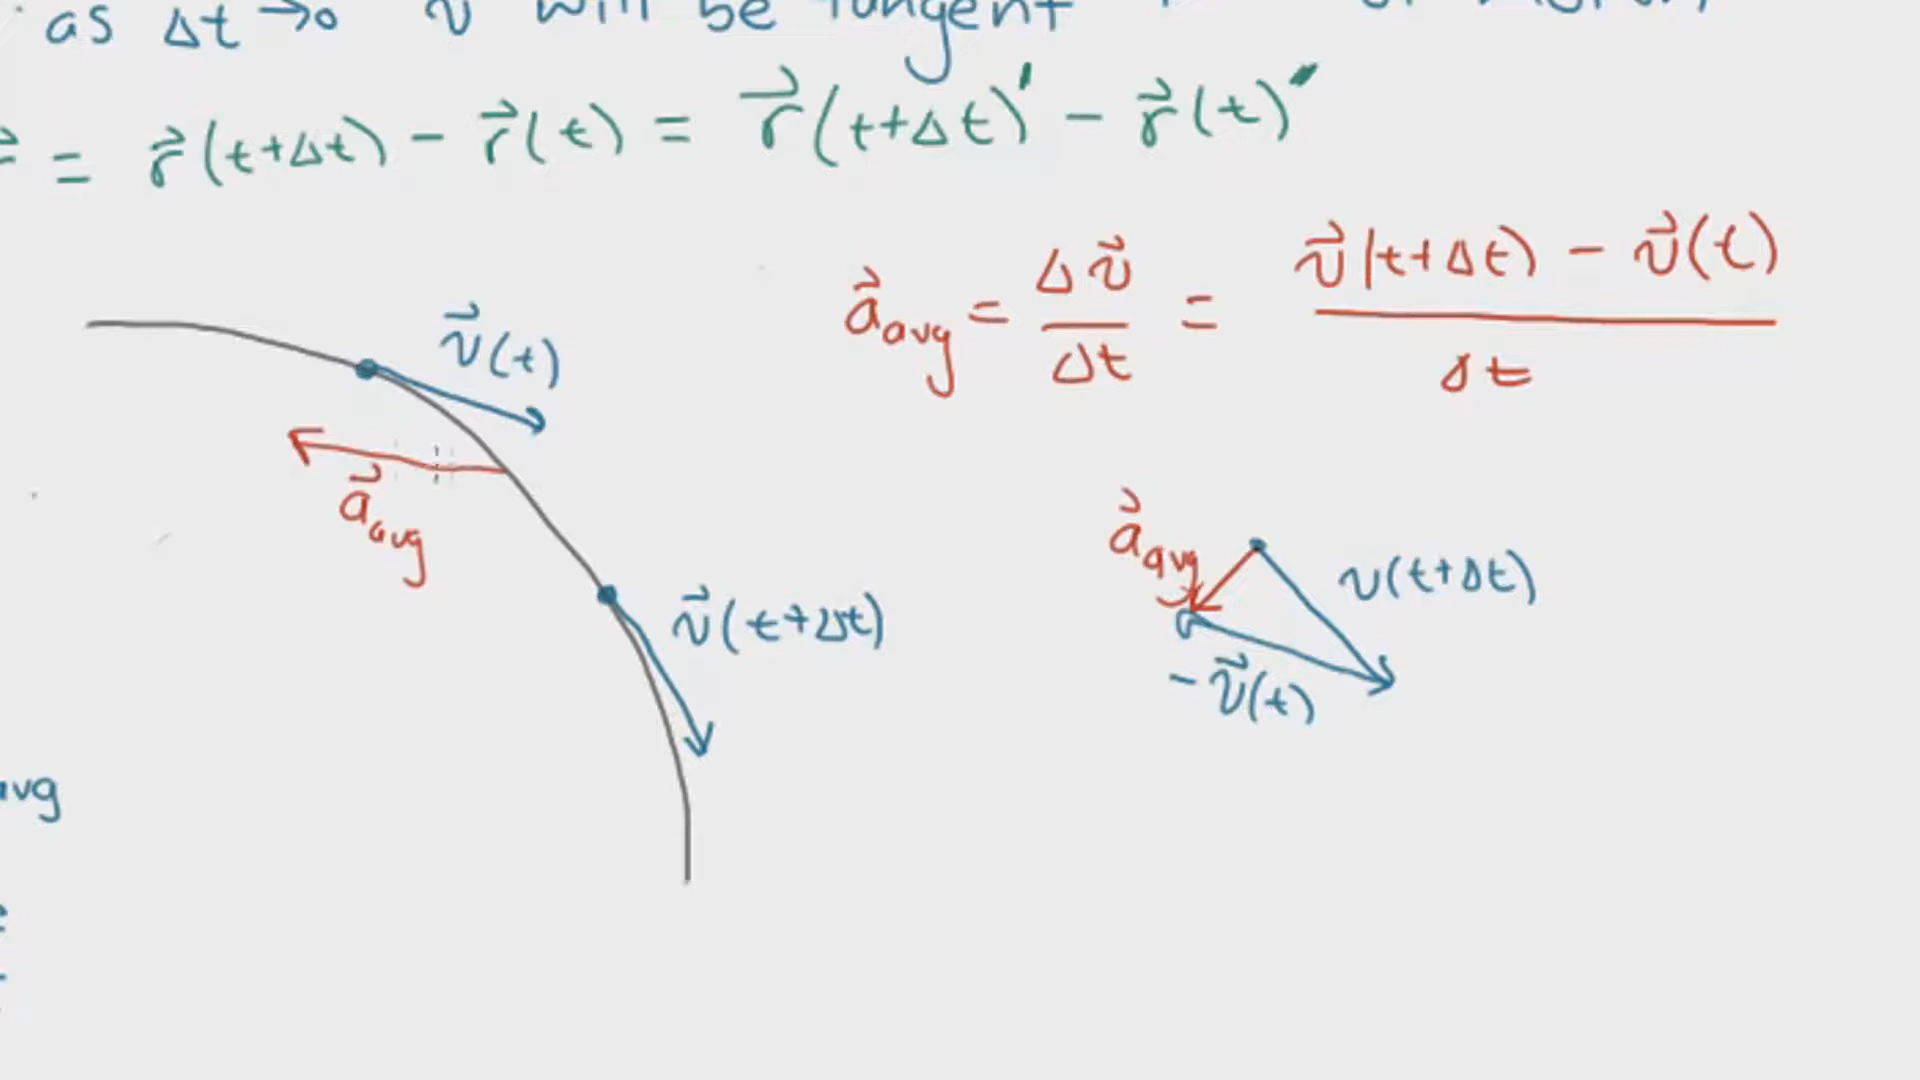 as Δt → 0 v will be tangent
= r⃗(t+Δt) - r⃗(t) = r⃗(t+Δt)' - r⃗(t)'
a⃗avg = Δv⃗/Δt = (v⃗(t+Δt) - v⃗(t))/Δt
v⃗(t)
a⃗avg
a⃗avg
v(t+Δt)
v⃗(t+Δt)
-v⃗(t)
avg